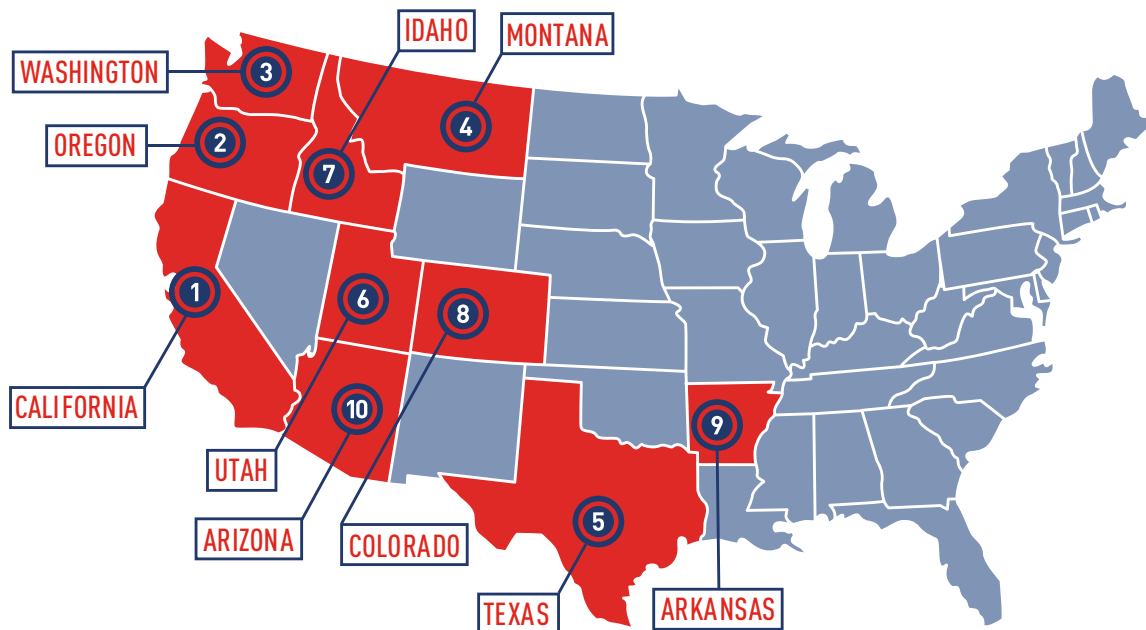 IDAHO
MONTANA
WASHINGTON
3
4
OREGON
2
7
1
6
8
CALIFORNIA
10
9
UTAH
ARIZONA
COLORADO
5
TEXAS
ARKANSAS